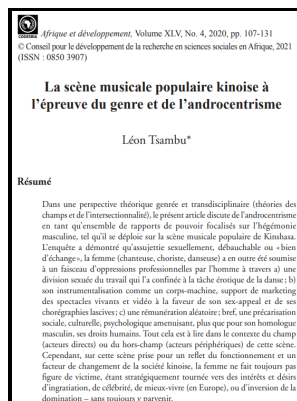 CODESRIA
Afrique et développement, Volume XLV, No. 4, 2020, pp. 107-131
© Conseil pour le développement de la recherche en sciences sociales en Afrique, 2021
(ISSN : 0850 3907)
La scène musicale populaire kinoise à
l’épreuve du genre et de l’androcentrisme
Léon Tsambu*
Résumé
Dans une perspective théorique genrée et transdisciplinaire (théories des
champs et de l’intersectionnalité), le présent article discute de l’androcentrisme
en tant qu’ensemble de rapports de pouvoir focalisés sur l’hégémonie
masculine, tel qu’il se déploie sur la scène musicale populaire de Kinshasa.
L’enquête a démontré qu’assujettie sexuellement, débauchable ou « bien
d’échange », la femme (chanteuse, choriste, danseuse) a en outre été soumise
à un faisceau d’oppressions professionnelles par l’homme à travers a) une
division sexuée du travail qui l’a confiné à la tâche érotique de la danse ; b)
son instrumentalisation comme un corps-machine, support de marketing
des spectacles vivants et vidéo à la faveur de son sex-appeal et de ses
chorégraphies lascives ; c) une rémunération aléatoire ; bref, une précarisation
sociale, culturelle, psychologique amenuisant, plus que pour son homologue
masculin, ses droits humains. Tout cela est à lire dans le contexte du champ
(acteurs directs) ou du hors-champ (acteurs périphériques) de cette scène.
Cependant, sur cette scène prise pour un reflet du fonctionnement et un
facteur de changement de la société kinoise, la femme ne fait toujours pas
figure de victime, étant stratégiquement tournée vers des intérêts et désirs
d’ingratiation, de célébrité, de mieux-vivre (en Europe), ou d’inversion de la
domination – sans toujours y parvenir.